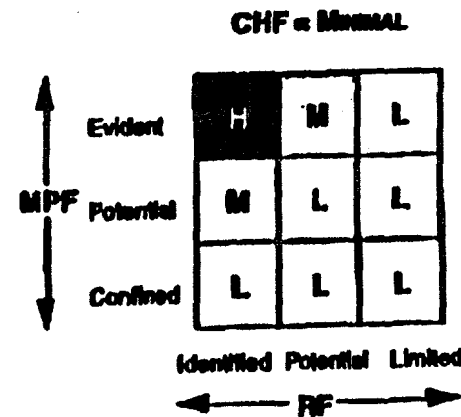 CHF = MINIMAL
Evident H M L
MPF Potential M L L
Confined L L L
Identified Potential Limited
RF